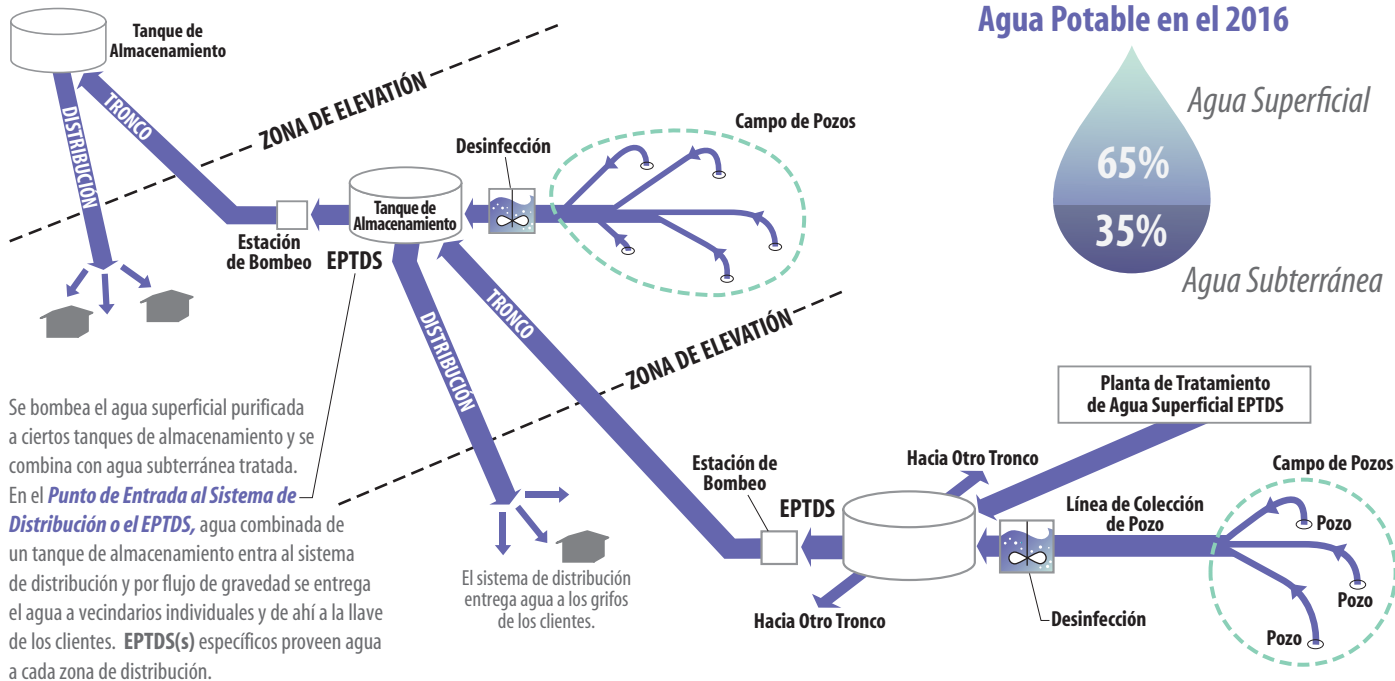 Tanque de
Almacenamiento
DISTRIBUCIÓN
TRONCO
ZONA DE ELEVATIÓN
Agua Potable en el 2016
Agua Superficial
65%
35%
Agua Subterránea
Campo de Pozos
Desinfección
Tanque de
Almacenamiento
Estación
de Bombeo
EPTDS
DISTRIBUCIÓN
TRONCO
ZONA DE ELEVATIÓN
Se bombea el agua superficial purificada
a ciertos tanques de almacenamiento y se
combina con agua subterránea tratada.
En el Punto de Entrada al Sistema de
Distribución o el EPTDS, agua combinada de
un tanque de almacenamiento entra al sistema
de distribución y por flujo de gravedad se entrega
el agua a vecindarios individuales y de ahí a la llave
de los clientes. EPTDS(s) específicos proveen agua
a cada zona de distribución.
El sistema de distribución
entrega agua a los grifos
de los clientes.
Planta de Tratamiento
de Agua Superficial EPTDS
Estación de
Bombeo
EPTDS
Hacia Otro Tronco
Hacia Otro Tronco
Línea de Colección
de Pozo
Desinfección
Campo de Pozos
Pozo
Pozo
Pozo